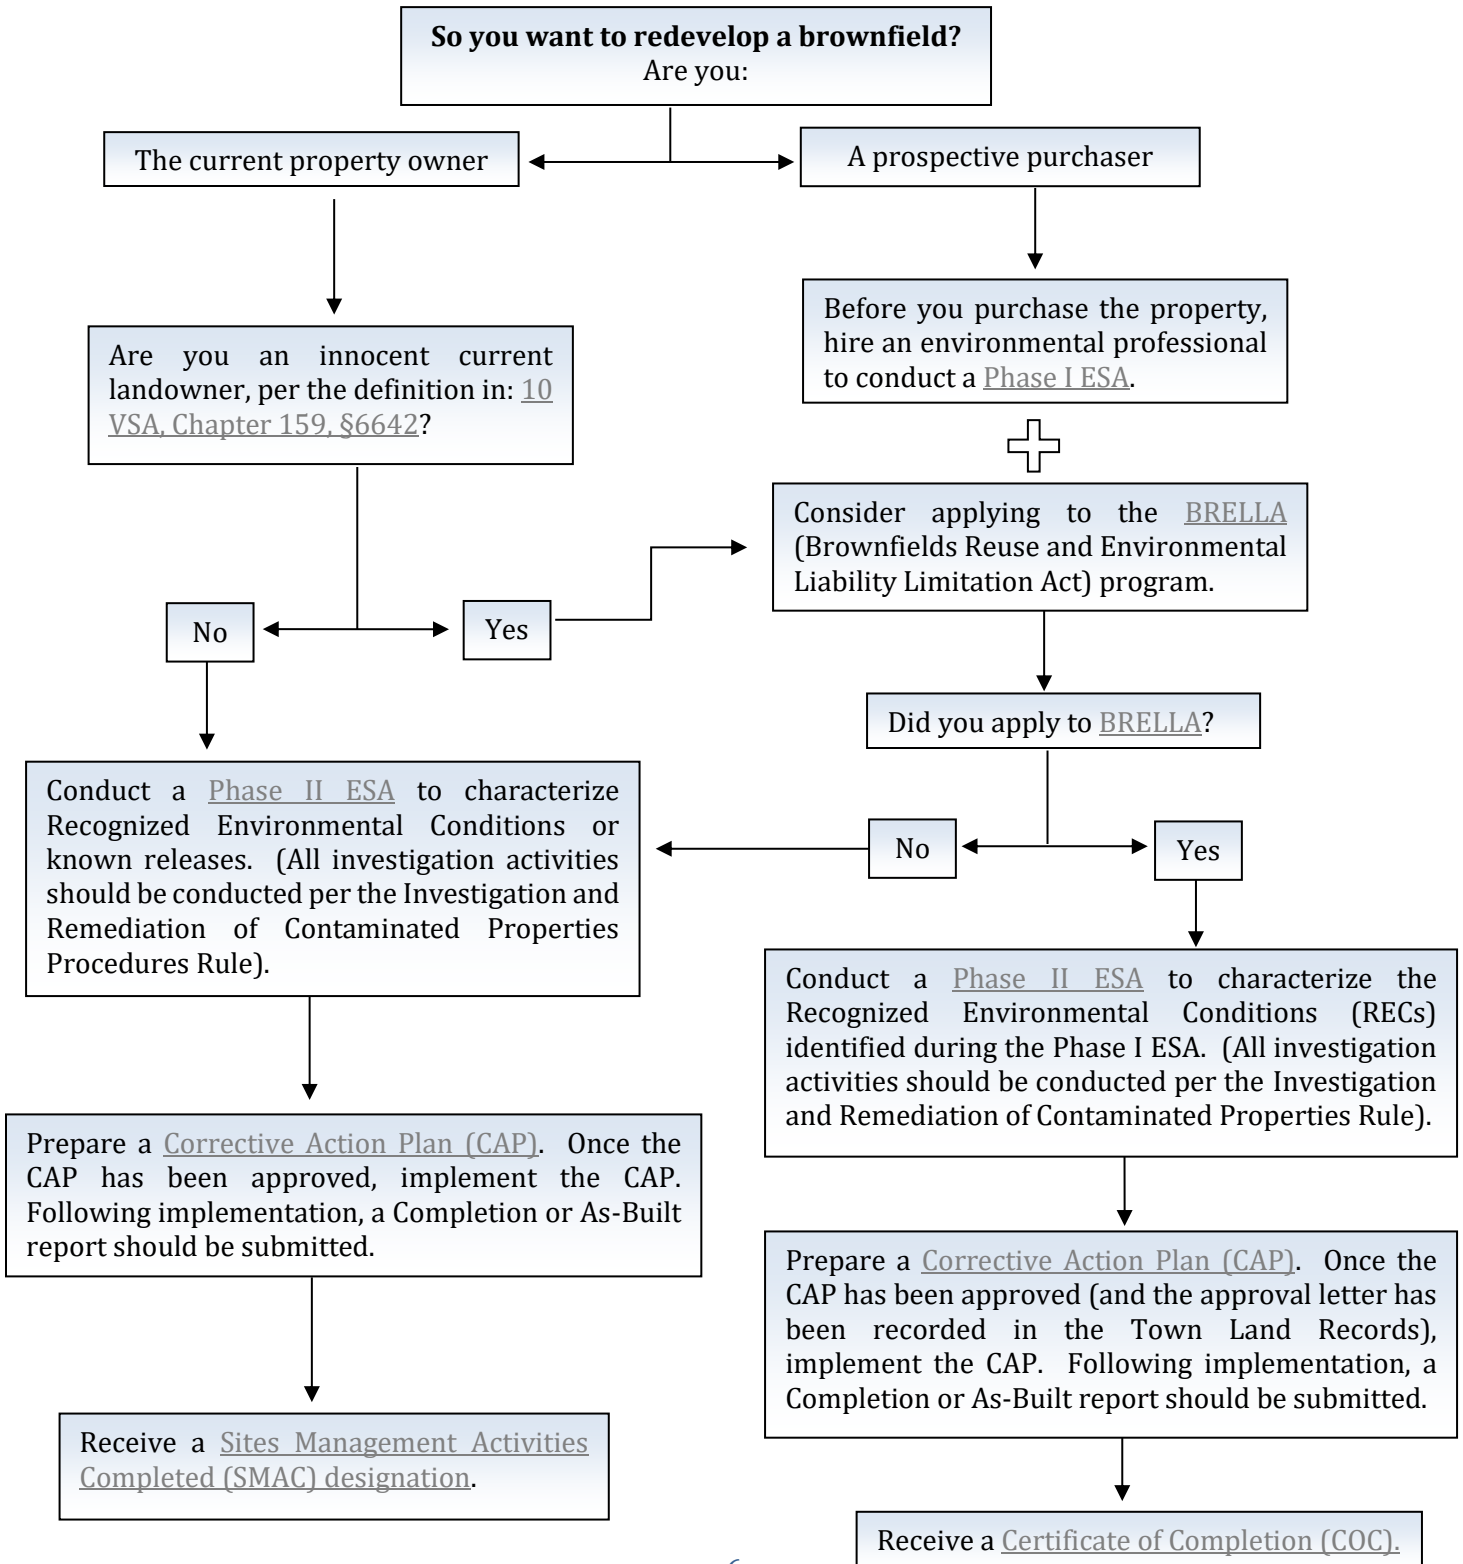 So you want to redevelop a brownfield?
Are you:
The current property owner
A prospective purchaser
Before you purchase the property,
hire an environmental professional
to conduct a Phase I ESA.
Are you an innocent current
landowner, per the definition in: 10
VSA, Chapter 159, §6642?
Consider applying to the BRELLA
(Brownfields Reuse and Environmental
Liability Limitation Act) program.
No
Yes
Did you apply to BRELLA?
No
Yes
Conduct a Phase II ESA to characterize
Recognized Environmental Conditions or
known releases. (All investigation activities
should be conducted per the Investigation and
Remediation of Contaminated Properties
Procedures Rule).
Conduct a Phase II ESA to characterize the
Recognized Environmental Conditions (RECs)
identified during the Phase I ESA. (All investigation
activities should be conducted per the Investigation
and Remediation of Contaminated Properties Rule).
Prepare a Corrective Action Plan (CAP). Once the
CAP has been approved, implement the CAP.
Following implementation, a Completion or As-Built
report should be submitted.
Prepare a Corrective Action Plan (CAP). Once the
CAP has been approved (and the approval letter has
been recorded in the Town Land Records),
implement the CAP. Following implementation, a
Completion or As-Built report should be submitted.
Receive a Sites Management Activities
Completed (SMAC) designation.
Receive a Certificate of Completion (COC).